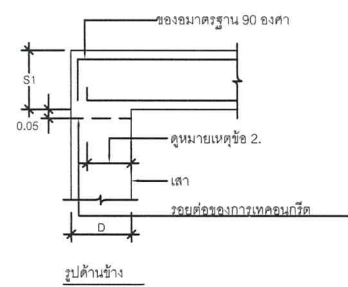 ของอมาตรฐาน 90 องศา
S1
0.05
ดูหมายเหตุข้อ 2.
เสา
รอยต่อของการเทคอนกรีต
D
รูปด้านข้าง